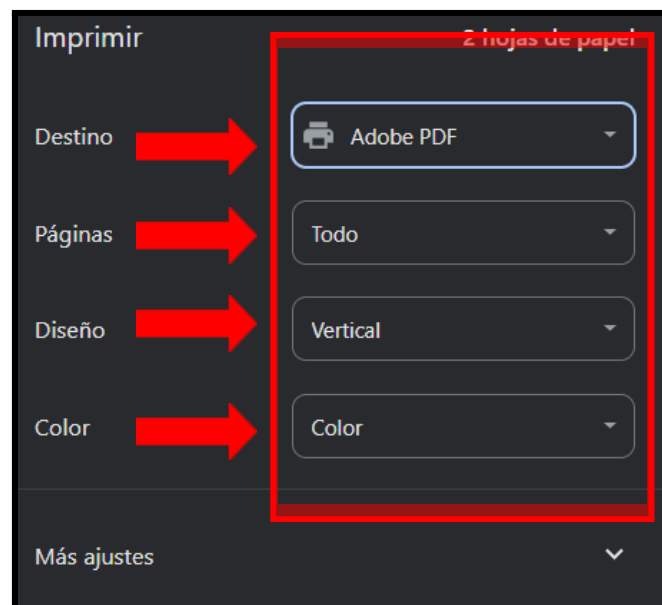 Imprimir 2 hojas de papel
Destino Adobe PDF
Páginas Todo
Diseño Vertical
Color Color
Más ajustes